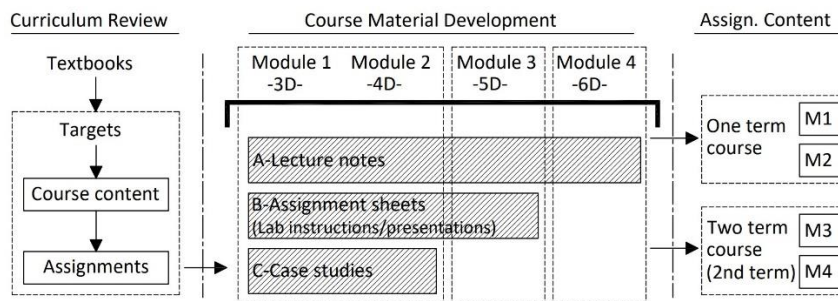 Curriculum Review
Textbooks
Targets
Course content
Assignments
Course Material Development
Module 1
-3D-
Module 2
-4D-
Module 3
-5D-
Module 4
-6D-
A-Lecture notes
B-Assignment sheets
(Lab instructions/presentations)
C-Case studies
Assign. Content
One term
course
M1
M2
Two term
course
(2nd term)
M3
M4